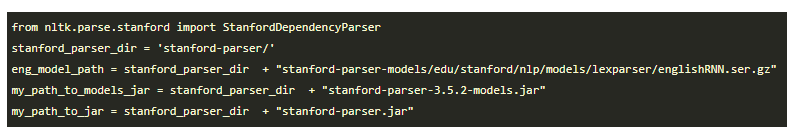 from nltk.parse.stanford import StanfordDependencyParser
stanford_parser_dir = 'stanford-parser/'
eng_model_path = stanford_parser_dir  + "stanford-parser-models/edu/stanford/nlp/models/lexparser/englishRNN.ser.gz"
my_path_to_models_jar = stanford_parser_dir  + "stanford-parser-3.5.2-models.jar"
my_path_to_jar = stanford_parser_dir  + "stanford-parser.jar"